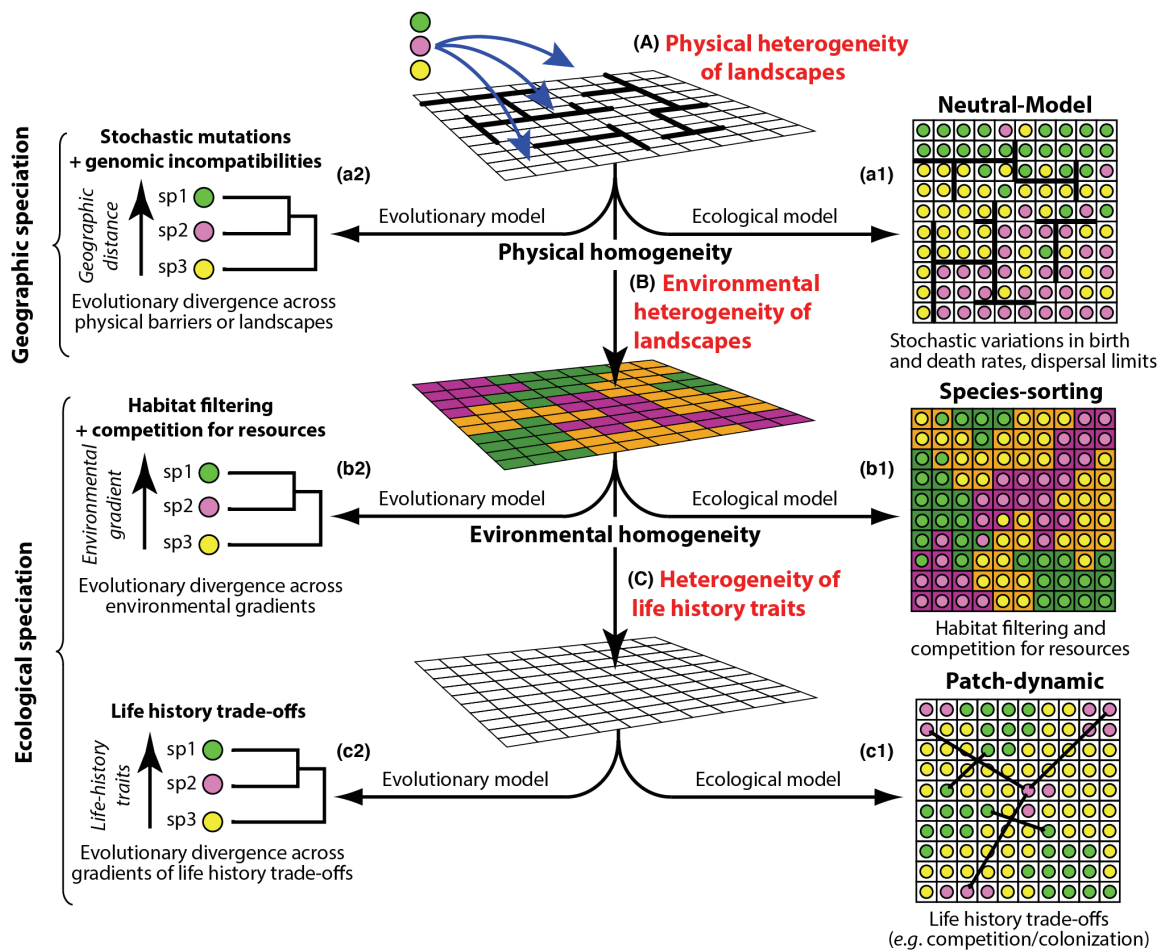 (A) Physical heterogeneity
of landscapes
Geographic speciation
Stochastic mutations
+ genomic incompatibilities
(a2)
Geographic
distance
sp1
sp2
sp3
Evolutionary divergence across
physical barriers or landscapes
Evolutionary model
Ecological model
(a1)
Neutral-Model
Stochastic variations in birth
and death rates, dispersal limits
Physical homogeneity
(B) Environmental
heterogeneity of
landscapes
Ecological speciation
Habitat filtering
+ competition for resources
(b2)
Environmental
gradient
sp1
sp2
sp3
Evolutionary divergence across
environmental gradients
Evolutionary model
Ecological model
(b1)
Species-sorting
Habitat filtering and
competition for resources
Evironmental homogeneity
(C) Heterogeneity of
life history traits
Life history trade-offs
(c2)
Life-history
traits
sp1
sp2
sp3
Evolutionary divergence across
gradients of life history trade-offs
Evolutionary model
Ecological model
(c1)
Patch-dynamic
Life history trade-offs
(e.g. competition/colonization)